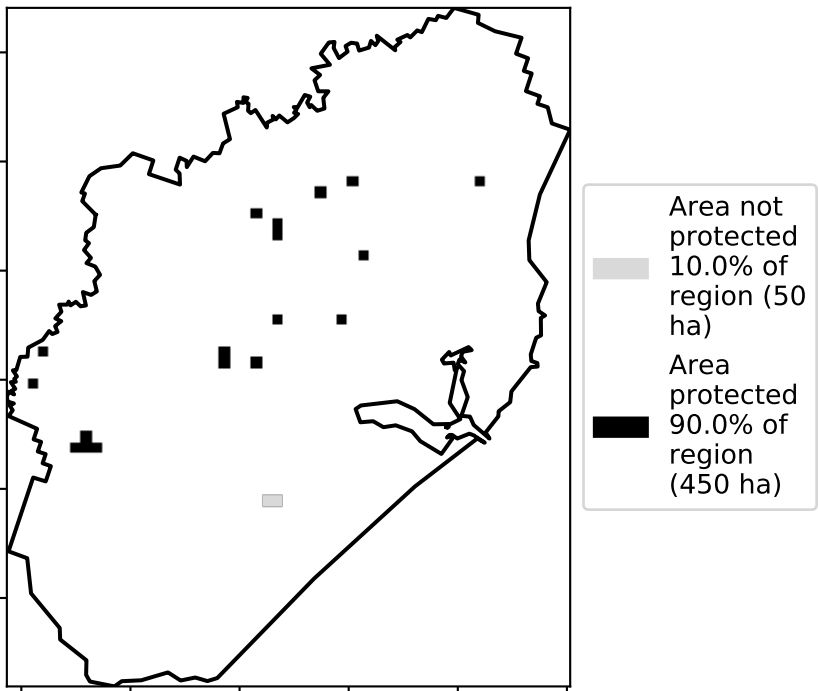 Area not
protected
10.0% of
region (50
ha)
Area
protected
90.0% of
region
(450 ha)